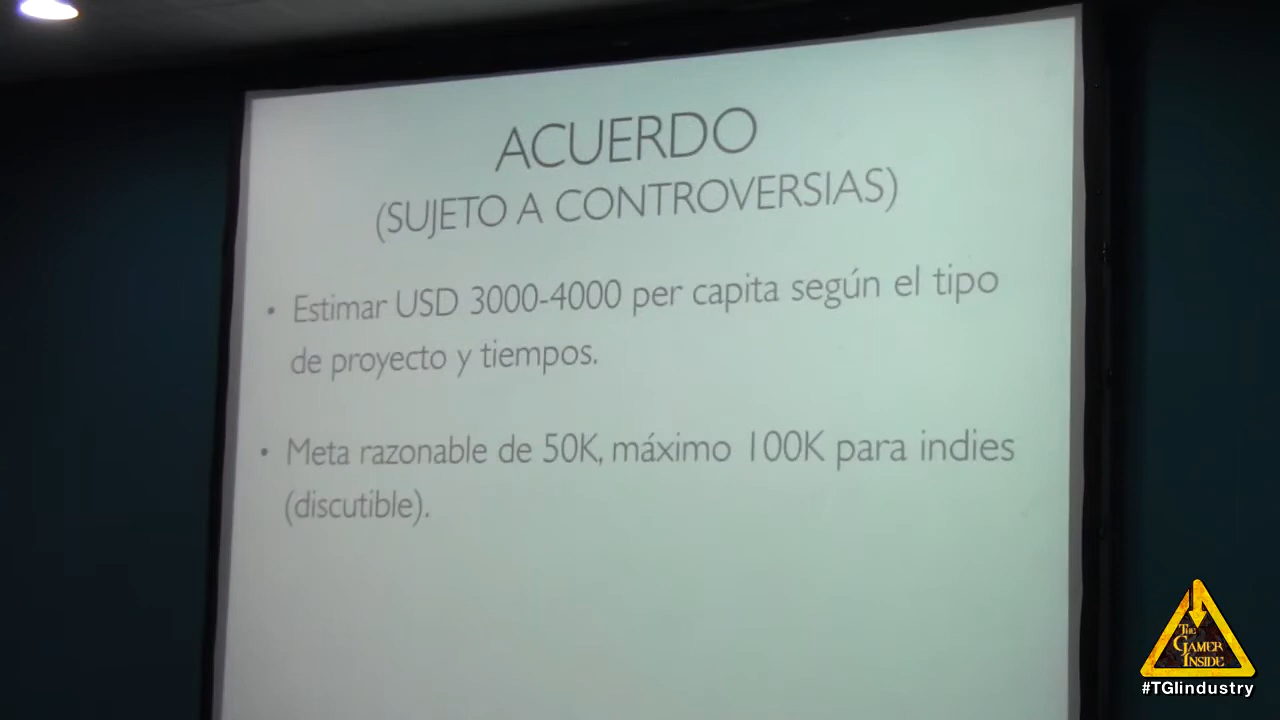 ACUERDO
(SUJETO A CONTROVERSIAS)
• Estimar USD 3000-4000 per capita según el tipo
de proyecto y tiempos.
• Meta razonable de 50K, máximo 100K para indies
(discutible).
THE
GAMER
INSIDE
#TGIindustry